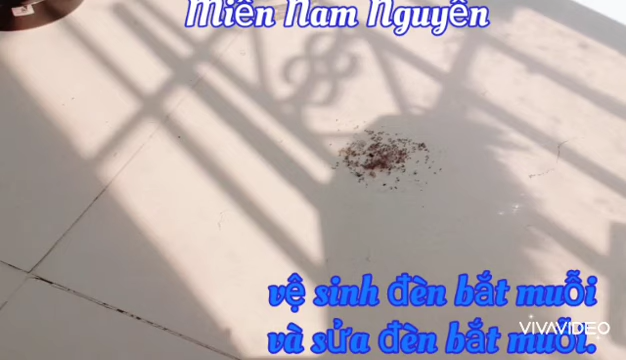 Miền Nam Nguyễn
vệ sinh đèn bắt muỗi
VIVAVIDEO
và sửa đèn bắt muỗi.